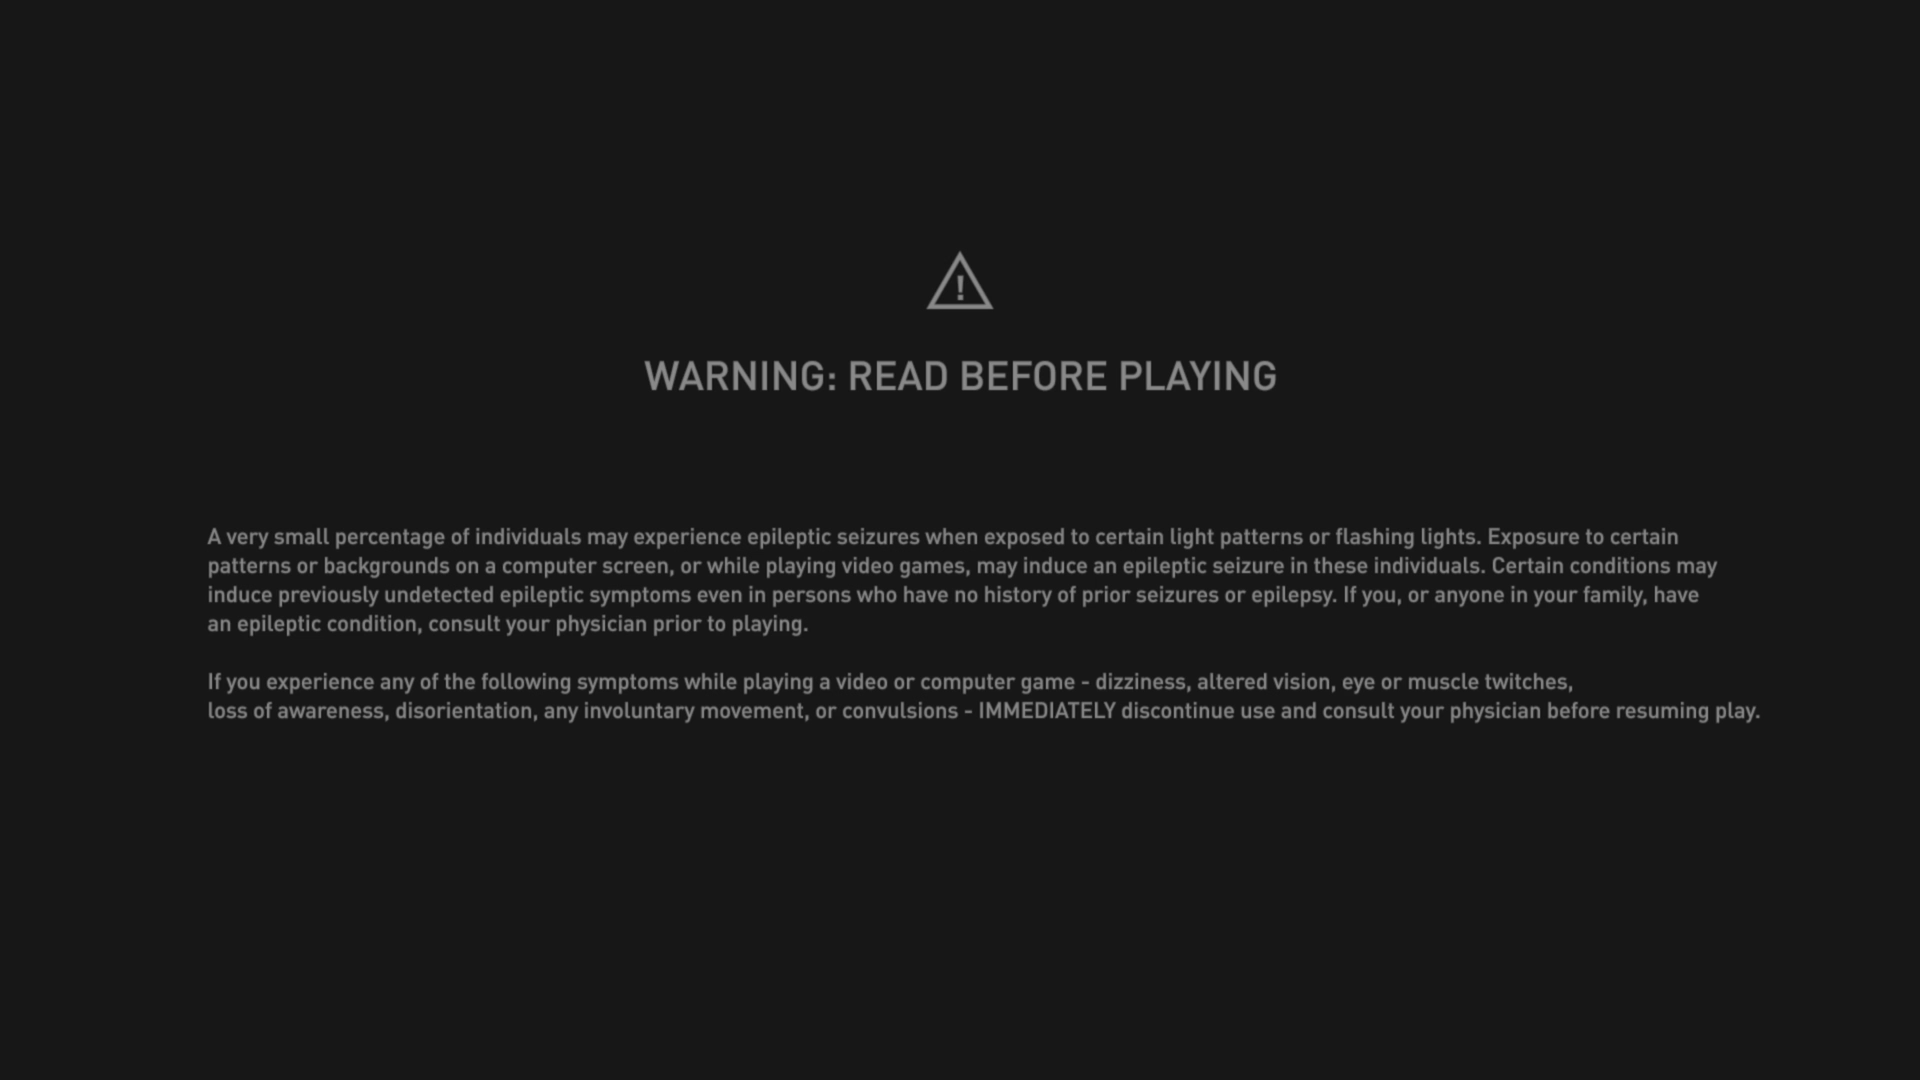 WARNING: READ BEFORE PLAYING
A very small percentage of individuals may experience epileptic seizures when exposed to certain light patterns or flashing lights. Exposure to certain
patterns or backgrounds on a computer screen, or while playing video games, may induce an epileptic seizure in these individuals. Certain conditions may
induce previously undetected epileptic symptoms even in persons who have no history of prior seizures or epilepsy. If you, or anyone in your family, have
an epileptic condition, consult your physician prior to playing.
If you experience any of the following symptoms while playing a video or computer game - dizziness, altered vision, eye or muscle twitches,
loss of awareness, disorientation, any involuntary movement, or convulsions - IMMEDIATELY discontinue use and consult your physician before resuming play.